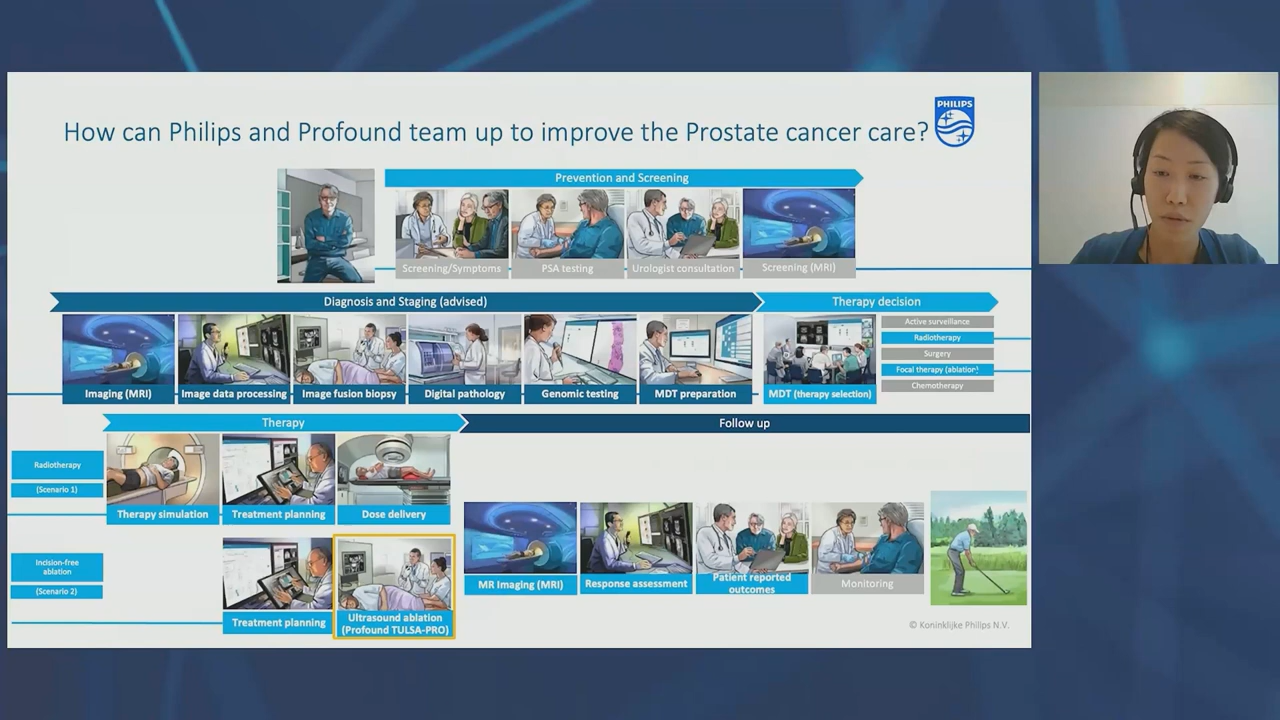 How can Philips and Profound team up to improve the Prostate cancer care?
PHILIPS
Prevention and Screening
Screening/Symptoms
PSA testing
Urologist consultation
Screening (MRI)
Diagnosis and Staging (advised)
Therapy decision
Imaging (MRI)
Image data processing
Image fusion biopsy
Digital pathology
Genomic testing
MDT preparation
MDT (therapy selection)
Active surveillance
Radiotherapy
Surgery
Focal therapy (ablation)
Chemotherapy
Therapy
Follow up
Radiotherapy
(Scenario 1)
Therapy simulation
Treatment planning
Dose delivery
Incision-free
ablation
(Scenario 2)
Treatment planning
Ultrasound ablation
(Profound TULSA-PRO)
MR Imaging (MRI)
Response assessment
Patient reported
outcomes
Monitoring
© Koninklijke Philips N.V.